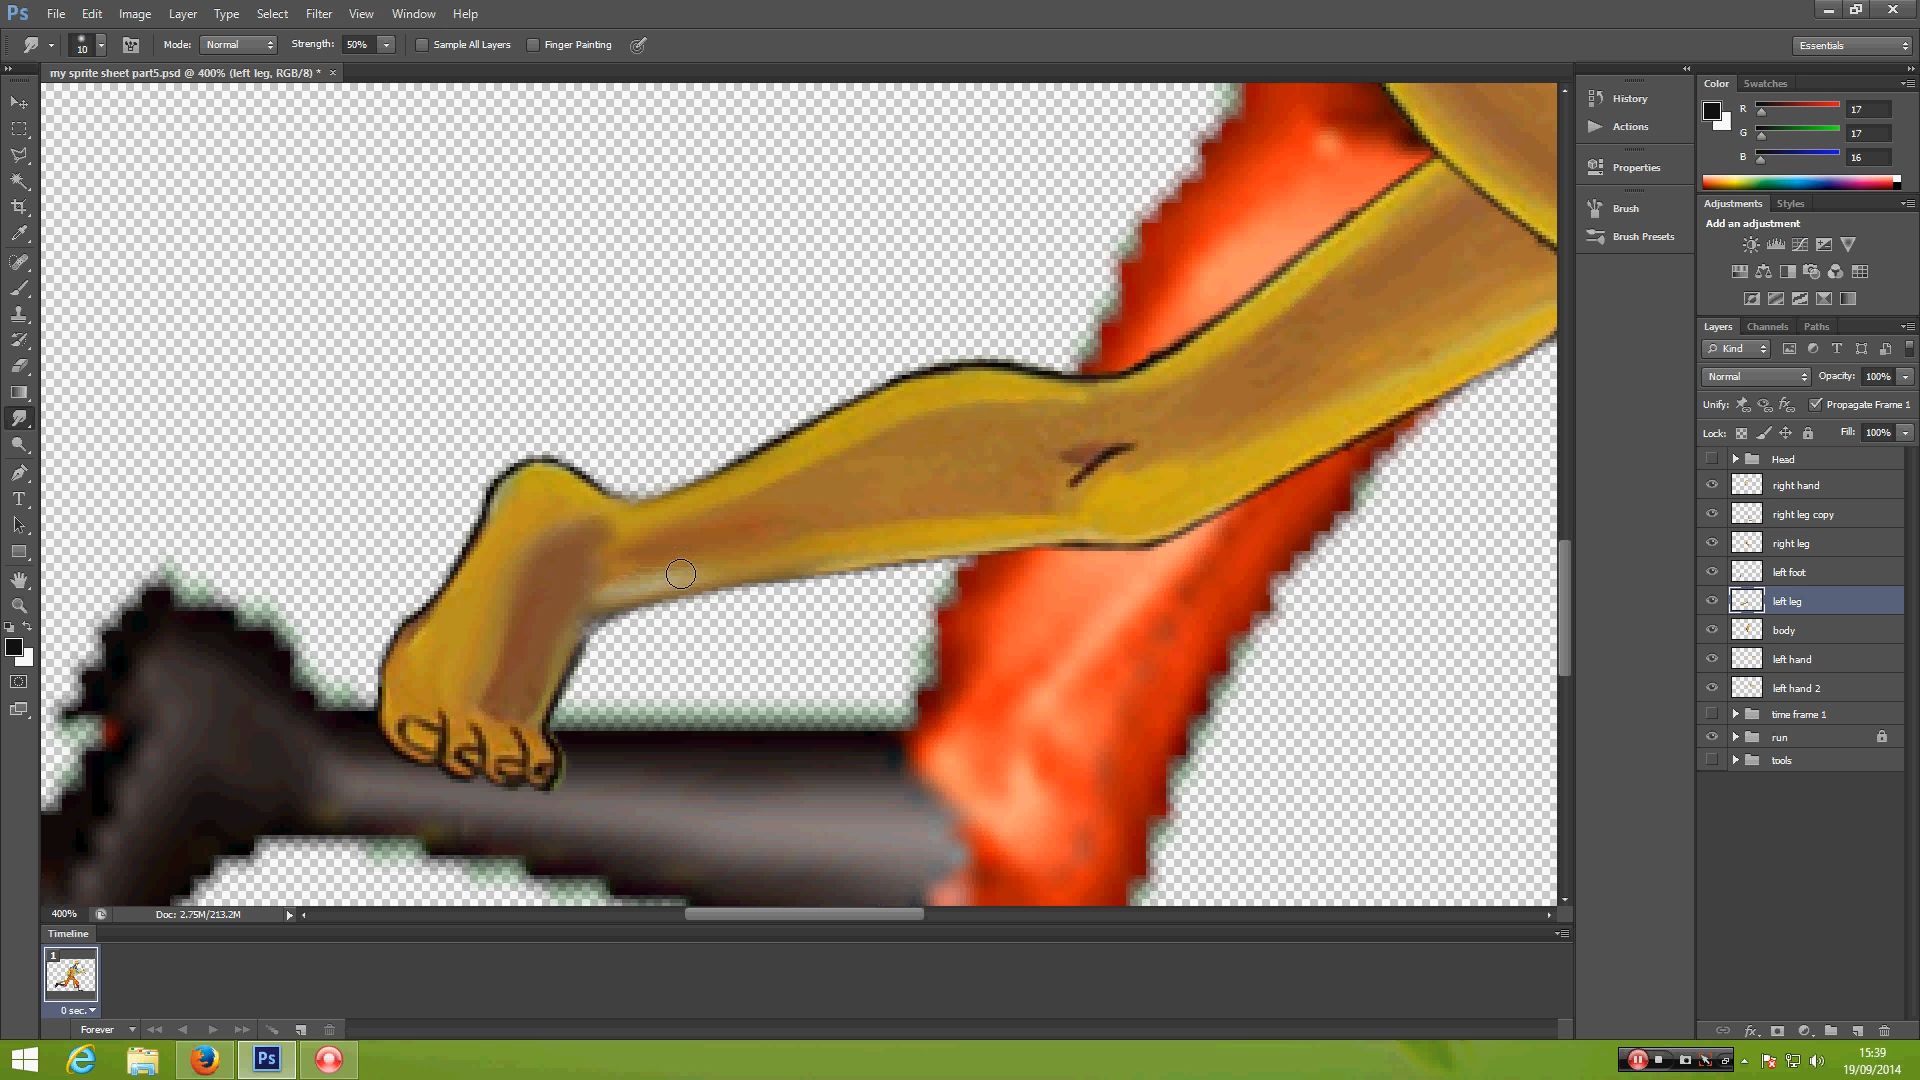 Ps File Edit Image Layer Type Select Filter View Window Help
10 Mode: Normal Strength: 50% Sample All Layers Finger Painting Essentials
my sprite sheet part5.psd @ 400% (left leg, RGB/8) * ×
History
Actions
Properties
Brush
Brush Presets
Color Swatches
R 17
G 17
B 16
Adjustments Styles
Add an adjustment
Layers Channels Paths
Kind
Normal Opacity: 100%
Unify: Propagate Frame 1
Lock: Fill: 100%
Head
right hand
right leg copy
right leg
left foot
left leg
body
left hand
left hand 2
time frame 1
run
tools
400% Doc: 2.75M/213.2M
Timeline
1
0 sec.
Forever
Ps
15:39
19/09/2014